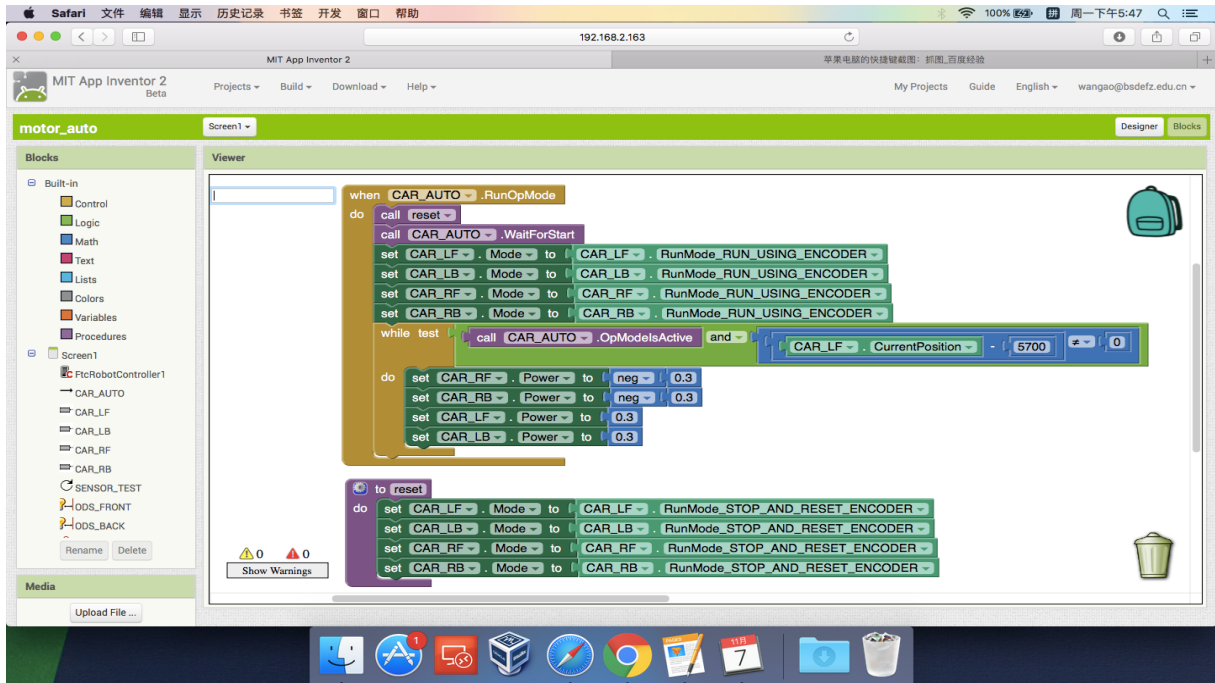 Safari 文件 编辑 显示 历史记录 书签 开发 窗口 帮助 100% 拼 周一下午5:47
192.168.2.163
MIT App Inventor 2 苹果电脑的快捷键截图:抓图_百度经验
MIT App Inventor 2
Beta
Projects Build Download Help My Projects Guide English wangao@bsdefz.edu.cn
motor_auto Screen1 Designer Blocks
Blocks Viewer
Built-in
Control
Logic
Math
Text
Lists
Colors
Variables
Procedures
Screen1
FtcRobotController1
CAR_AUTO
CAR_LF
CAR_LB
CAR_RF
CAR_RB
SENSOR_TEST
ODS_FRONT
ODS_BACK
Rename Delete
Media
Upload File ...
when CAR_AUTO .RunOpMode
do call reset
call CAR_AUTO .WaitForStart
set CAR_LF . Mode to CAR_LF . RunMode_RUN_USING_ENCODER
set CAR_LB . Mode to CAR_LB . RunMode_RUN_USING_ENCODER
set CAR_RF . Mode to CAR_RF . RunMode_RUN_USING_ENCODER
set CAR_RB . Mode to CAR_RB . RunMode_RUN_USING_ENCODER
while test call CAR_AUTO .OpModeIsActive and CAR_LF . CurrentPosition - 5700 ≠ 0
do set CAR_RF . Power to neg 0.3
set CAR_RB . Power to neg 0.3
set CAR_LF . Power to 0.3
set CAR_LB . Power to 0.3
to reset
do set CAR_LF . Mode to CAR_LF . RunMode_STOP_AND_RESET_ENCODER
set CAR_LB . Mode to CAR_LB . RunMode_STOP_AND_RESET_ENCODER
set CAR_RF . Mode to CAR_RF . RunMode_STOP_AND_RESET_ENCODER
set CAR_RB . Mode to CAR_RB . RunMode_STOP_AND_RESET_ENCODER
0 0
Show Warnings
1
11月
7